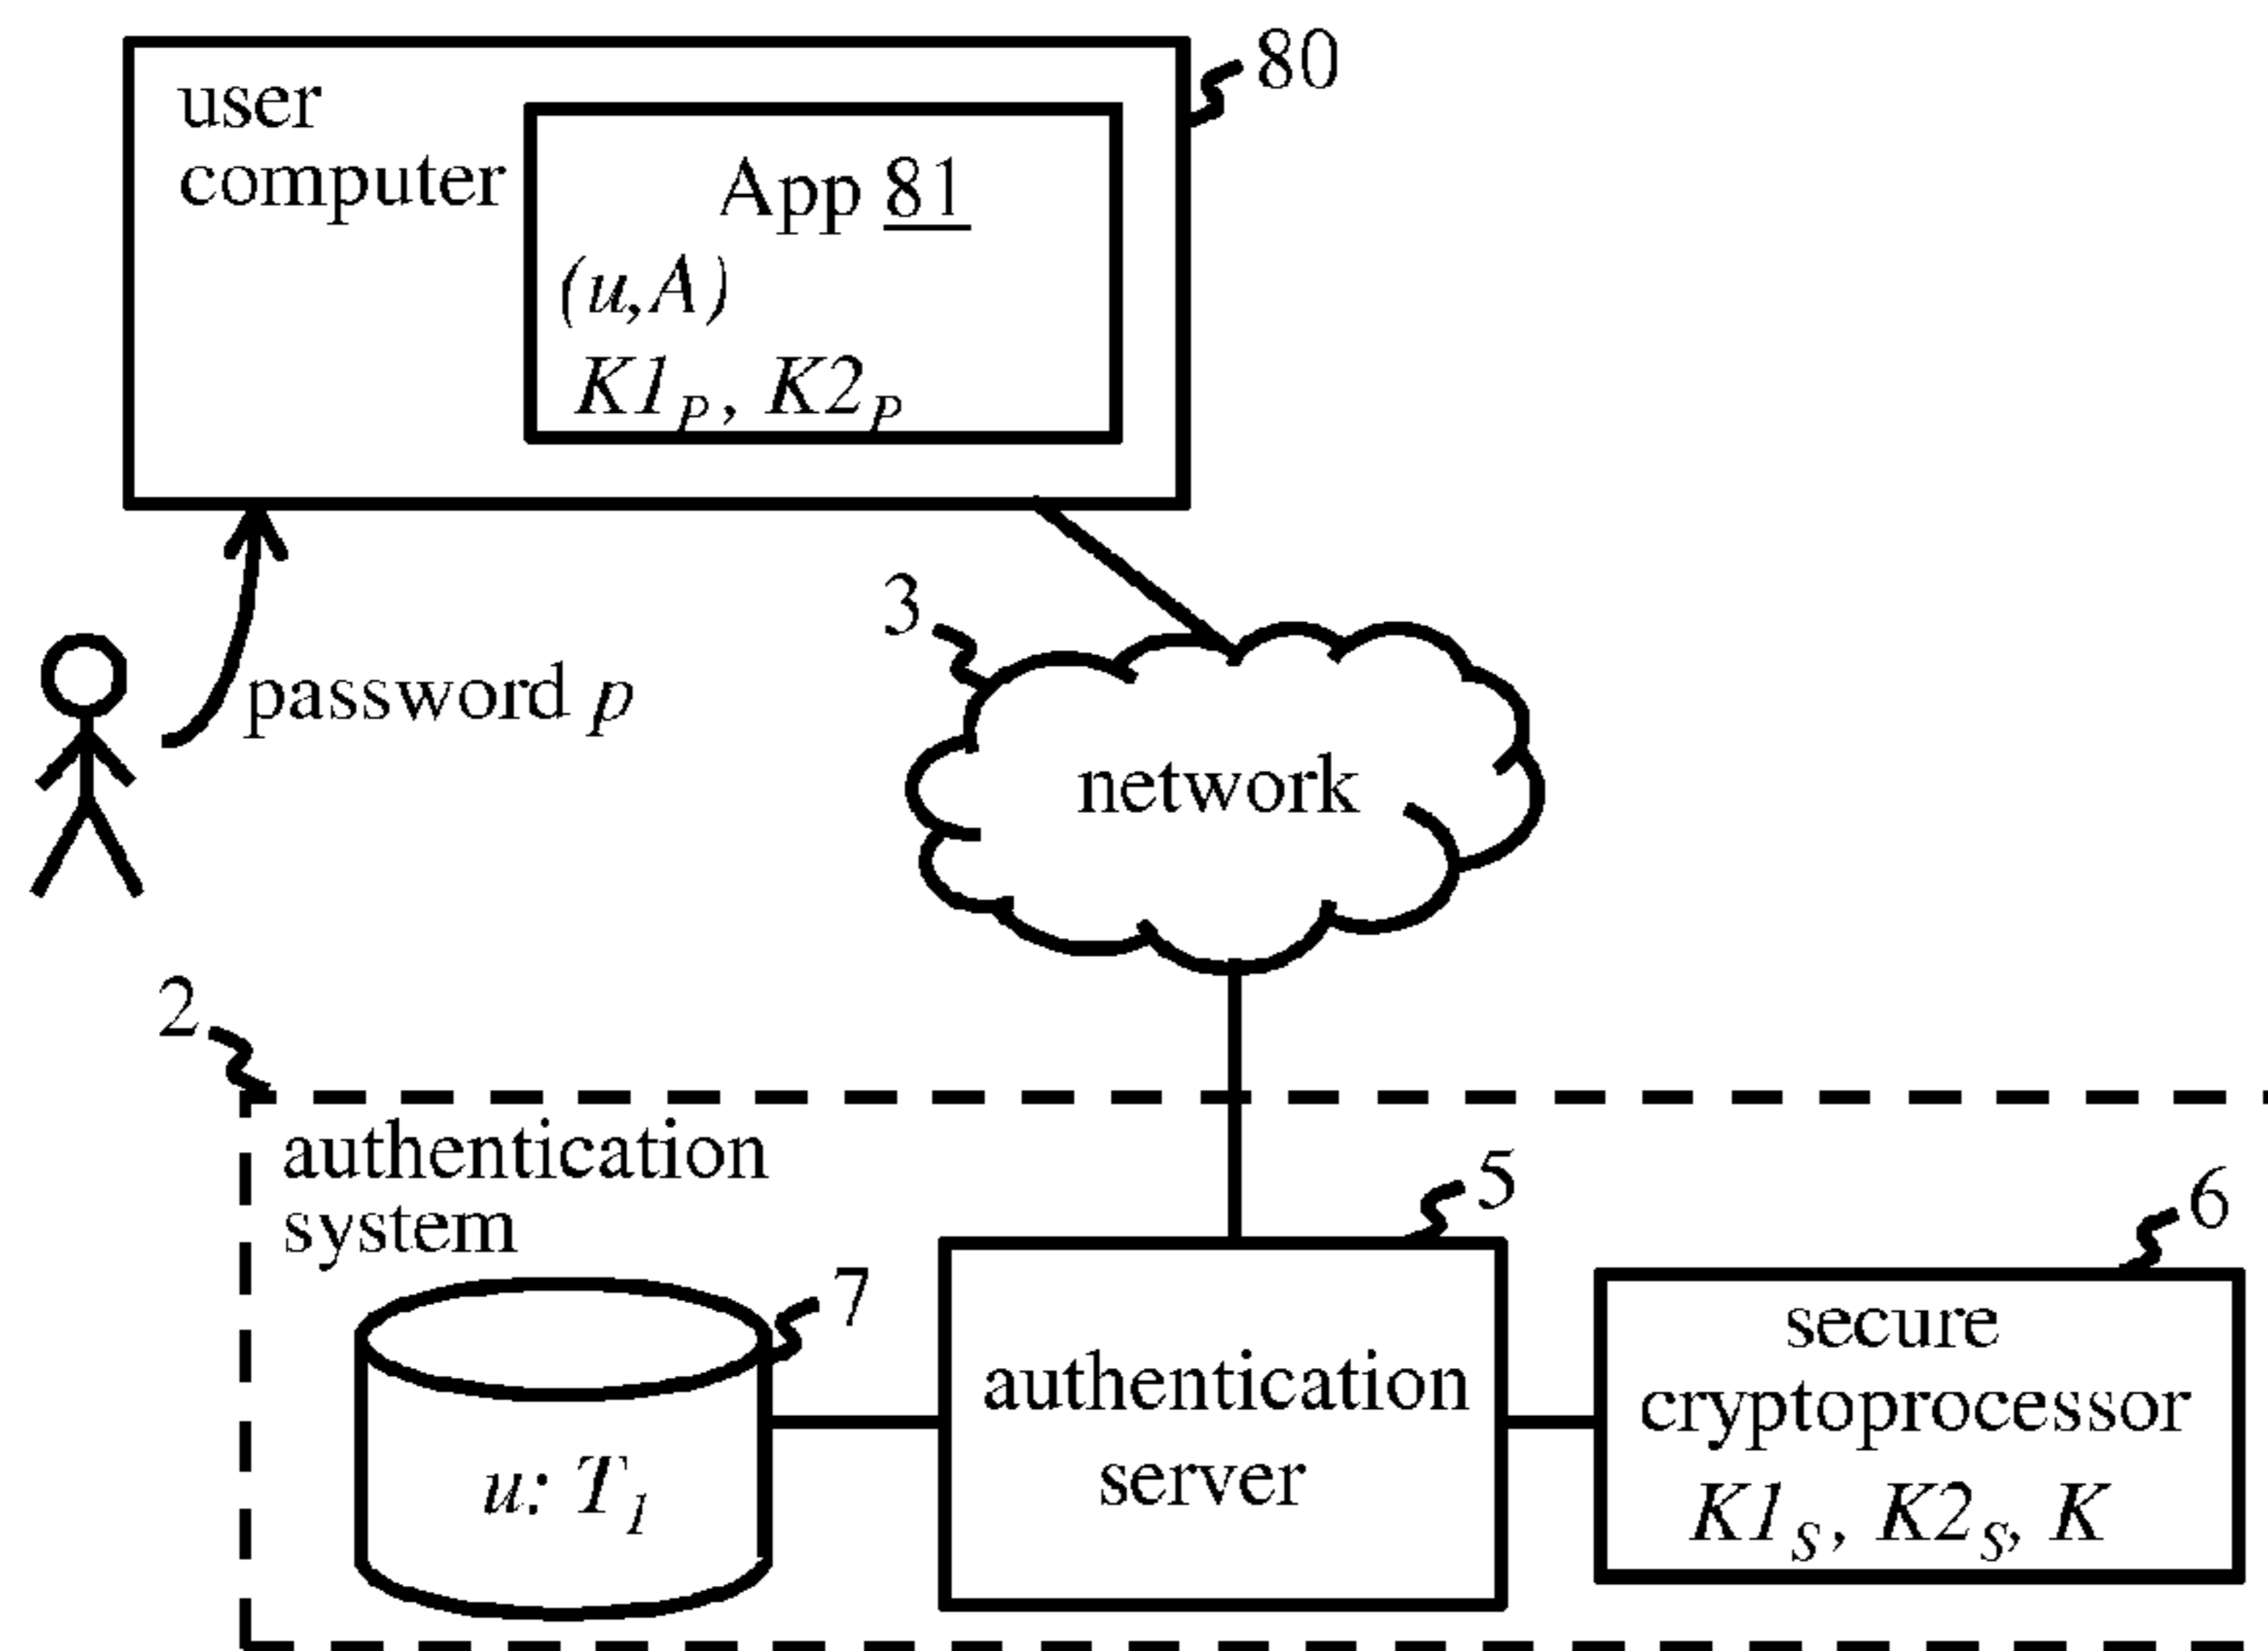 80
user
computer
App 81
(u,A)
K1P, K2P
3
password p
network
2
authentication
system
5
6
7
secure
cryptoprocessor
K1S, K2S, K
authentication
server
u: T1